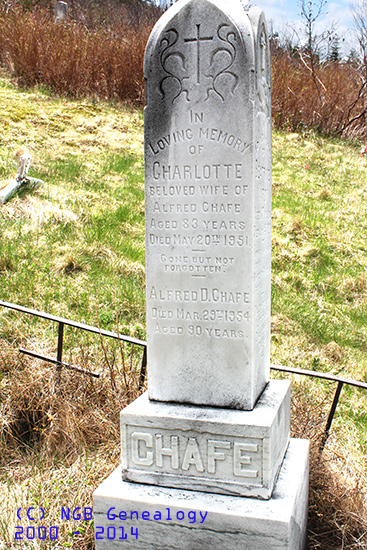 In
Loving Memory
of
Charlotte
beloved wife of
Alfred Chafe
Aged 83 years
Died May 20th 1951
Gone but not
forgotten.
Alfred D. Chafe
Died Mar. 29th 1954
Aged 90 years.
CHAFE
(C) NGB Genealogy
2000 - 2014